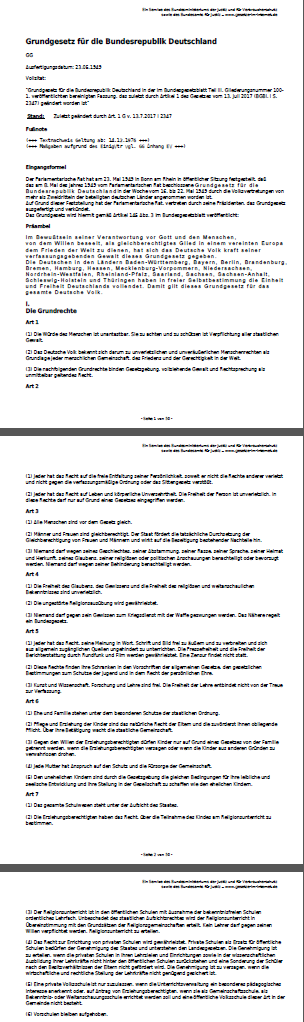 Ein Service des Bundesministeriums der Justiz und für Verbraucherschutz
sowie des Bundesamts für Justiz – www.gesetze-im-internet.de
Grundgesetz für die Bundesrepublik Deutschland
GG
Ausfertigungsdatum: 23.05.1949
Vollzitat:
"Grundgesetz für die Bundesrepublik Deutschland in der im Bundesgesetzblatt Teil III, Gliederungsnummer 100-
1, veröffentlichten bereinigten Fassung, das zuletzt durch Artikel 1 des Gesetzes vom 13. Juli 2017 (BGBl. I S.
2347) geändert worden ist"
Stand: Zuletzt geändert durch Art. 1 G v. 13.7.2017 I 2347
Fußnote
(+++ Textnachweis Geltung ab: 14.12.1976 +++)
(+++ Maßgaben aufgrund des EinigVtr vgl. GG Anhang EV +++)
Eingangsformel
Der Parlamentarische Rat hat am 23. Mai 1949 in Bonn am Rhein in öffentlicher Sitzung festgestellt, daß
das am 8. Mai des Jahres 1949 vom Parlamentarischen Rat beschlossene Grundgesetz für die
Bundesrepublik Deutschland in der Woche vom 16. bis 22. Mai 1949 durch die Volksvertretungen von
mehr als Zweidritteln der beteiligten deutschen Länder angenommen worden ist.
Auf Grund dieser Feststellung hat der Parlamentarische Rat, vertreten durch seine Präsidenten, das Grundgesetz
ausgefertigt und verkündet.
Das Grundgesetz wird hiermit gemäß Artikel 145 Abs. 3 im Bundesgesetzblatt veröffentlicht:
Präambel
Im Bewußtsein seiner Verantwortung vor Gott und den Menschen,
von dem Willen beseelt, als gleichberechtigtes Glied in einem vereinten Europa
dem Frieden der Welt zu dienen, hat sich das Deutsche Volk kraft seiner
verfassungsgebenden Gewalt dieses Grundgesetz gegeben.
Die Deutschen in den Ländern Baden-Württemberg, Bayern, Berlin, Brandenburg,
Bremen, Hamburg, Hessen, Mecklenburg-Vorpommern, Niedersachsen,
Nordrhein-Westfalen, Rheinland-Pfalz, Saarland, Sachsen, Sachsen-Anhalt,
Schleswig-Holstein und Thüringen haben in freier Selbstbestimmung die Einheit
und Freiheit Deutschlands vollendet. Damit gilt dieses Grundgesetz für das
gesamte Deutsche Volk.
I.
Die Grundrechte
Art 1
(1) Die Würde des Menschen ist unantastbar. Sie zu achten und zu schützen ist Verpflichtung aller staatlichen
Gewalt.
(2) Das Deutsche Volk bekennt sich darum zu unverletzlichen und unveräußerlichen Menschenrechten als
Grundlage jeder menschlichen Gemeinschaft, des Friedens und der Gerechtigkeit in der Welt.
(3) Die nachfolgenden Grundrechte binden Gesetzgebung, vollziehende Gewalt und Rechtsprechung als
unmittelbar geltendes Recht.
Art 2
- Seite 1 von 50 -
Ein Service des Bundesministeriums der Justiz und für Verbraucherschutz
sowie des Bundesamts für Justiz – www.gesetze-im-internet.de
(1) Jeder hat das Recht auf die freie Entfaltung seiner Persönlichkeit, soweit er nicht die Rechte anderer verletzt
und nicht gegen die verfassungsmäßige Ordnung oder das Sittengesetz verstößt.
(2) Jeder hat das Recht auf Leben und körperliche Unversehrtheit. Die Freiheit der Person ist unverletzlich. In
diese Rechte darf nur auf Grund eines Gesetzes eingegriffen werden.
Art 3
(1) Alle Menschen sind vor dem Gesetz gleich.
(2) Männer und Frauen sind gleichberechtigt. Der Staat fördert die tatsächliche Durchsetzung der
Gleichberechtigung von Frauen und Männern und wirkt auf die Beseitigung bestehender Nachteile hin.
(3) Niemand darf wegen seines Geschlechtes, seiner Abstammung, seiner Rasse, seiner Sprache, seiner Heimat
und Herkunft, seines Glaubens, seiner religiösen oder politischen Anschauungen benachteiligt oder bevorzugt
werden. Niemand darf wegen seiner Behinderung benachteiligt werden.
Art 4
(1) Die Freiheit des Glaubens, des Gewissens und die Freiheit des religiösen und weltanschaulichen
Bekenntnisses sind unverletzlich.
(2) Die ungestörte Religionsausübung wird gewährleistet.
(3) Niemand darf gegen sein Gewissen zum Kriegsdienst mit der Waffe gezwungen werden. Das Nähere regelt
ein Bundesgesetz.
Art 5
(1) Jeder hat das Recht, seine Meinung in Wort, Schrift und Bild frei zu äußern und zu verbreiten und sich
aus allgemein zugänglichen Quellen ungehindert zu unterrichten. Die Pressefreiheit und die Freiheit der
Berichterstattung durch Rundfunk und Film werden gewährleistet. Eine Zensur findet nicht statt.
(2) Diese Rechte finden ihre Schranken in den Vorschriften der allgemeinen Gesetze, den gesetzlichen
Bestimmungen zum Schutze der Jugend und in dem Recht der persönlichen Ehre.
(3) Kunst und Wissenschaft, Forschung und Lehre sind frei. Die Freiheit der Lehre entbindet nicht von der Treue
zur Verfassung.
Art 6
(1) Ehe und Familie stehen unter dem besonderen Schutze der staatlichen Ordnung.
(2) Pflege und Erziehung der Kinder sind das natürliche Recht der Eltern und die zuvörderst ihnen obliegende
Pflicht. Über ihre Betätigung wacht die staatliche Gemeinschaft.
(3) Gegen den Willen der Erziehungsberechtigten dürfen Kinder nur auf Grund eines Gesetzes von der Familie
getrennt werden, wenn die Erziehungsberechtigten versagen oder wenn die Kinder aus anderen Gründen zu
verwahrlosen drohen.
(4) Jede Mutter hat Anspruch auf den Schutz und die Fürsorge der Gemeinschaft.
(5) Den unehelichen Kindern sind durch die Gesetzgebung die gleichen Bedingungen für ihre leibliche und
seelische Entwicklung und ihre Stellung in der Gesellschaft zu schaffen wie den ehelichen Kindern.
Art 7
(1) Das gesamte Schulwesen steht unter der Aufsicht des Staates.
(2) Die Erziehungsberechtigten haben das Recht, über die Teilnahme des Kindes am Religionsunterricht zu
bestimmen.
- Seite 2 von 50 -
Ein Service des Bundesministeriums der Justiz und für Verbraucherschutz
sowie des Bundesamts für Justiz – www.gesetze-im-internet.de
(3) Der Religionsunterricht ist in den öffentlichen Schulen mit Ausnahme der bekenntnisfreien Schulen
ordentliches Lehrfach. Unbeschadet des staatlichen Aufsichtsrechtes wird der Religionsunterricht in
Übereinstimmung mit den Grundsätzen der Religionsgemeinschaften erteilt. Kein Lehrer darf gegen seinen
Willen verpflichtet werden, Religionsunterricht zu erteilen.
(4) Das Recht zur Errichtung von privaten Schulen wird gewährleistet. Private Schulen als Ersatz für öffentliche
Schulen bedürfen der Genehmigung des Staates und unterstehen den Landesgesetzen. Die Genehmigung ist
zu erteilen, wenn die privaten Schulen in ihren Lehrzielen und Einrichtungen sowie in der wissenschaftlichen
Ausbildung ihrer Lehrkräfte nicht hinter den öffentlichen Schulen zurückstehen und eine Sonderung der Schüler
nach den Besitzverhältnissen der Eltern nicht gefördert wird. Die Genehmigung ist zu versagen, wenn die
wirtschaftliche und rechtliche Stellung der Lehrkräfte nicht genügend gesichert ist.
(5) Eine private Volksschule ist nur zuzulassen, wenn die Unterrichtsverwaltung ein besonderes pädagogisches
Interesse anerkennt oder, auf Antrag von Erziehungsberechtigten, wenn sie als Gemeinschaftsschule, als
Bekenntnis- oder Weltanschauungsschule errichtet werden soll und eine öffentliche Volksschule dieser Art in der
Gemeinde nicht besteht.
(6) Vorschulen bleiben aufgehoben.